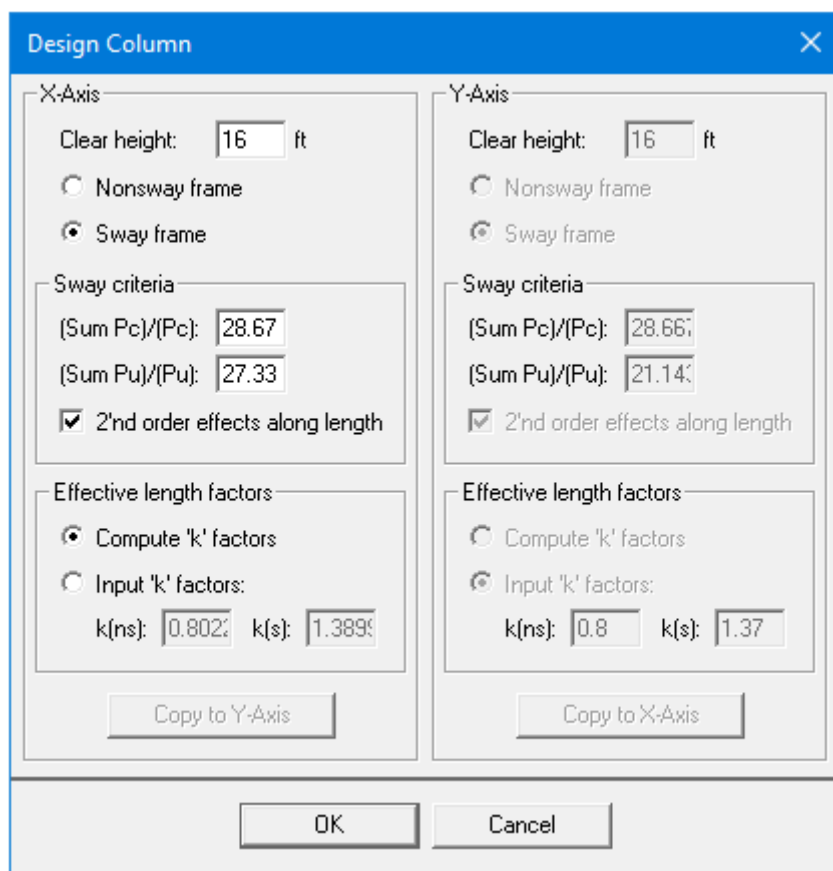 Design Column
X-Axis
Clear height: 16 ft
Nonsway frame
Sway frame
Sway criteria
(Sum Pc)/(Pc): 28.67
(Sum Pu)/(Pu): 27.33
2'nd order effects along length
Effective length factors
Compute 'k' factors
Input 'k' factors:
k(ns): 0.8022 k(s): 1.3899
Copy to Y-Axis
Y-Axis
Clear height: 16 ft
Nonsway frame
Sway frame
Sway criteria
(Sum Pc)/(Pc): 28.667
(Sum Pu)/(Pu): 21.143
2'nd order effects along length
Effective length factors
Compute 'k' factors
Input 'k' factors:
k(ns): 0.8 k(s): 1.37
Copy to X-Axis
OK
Cancel